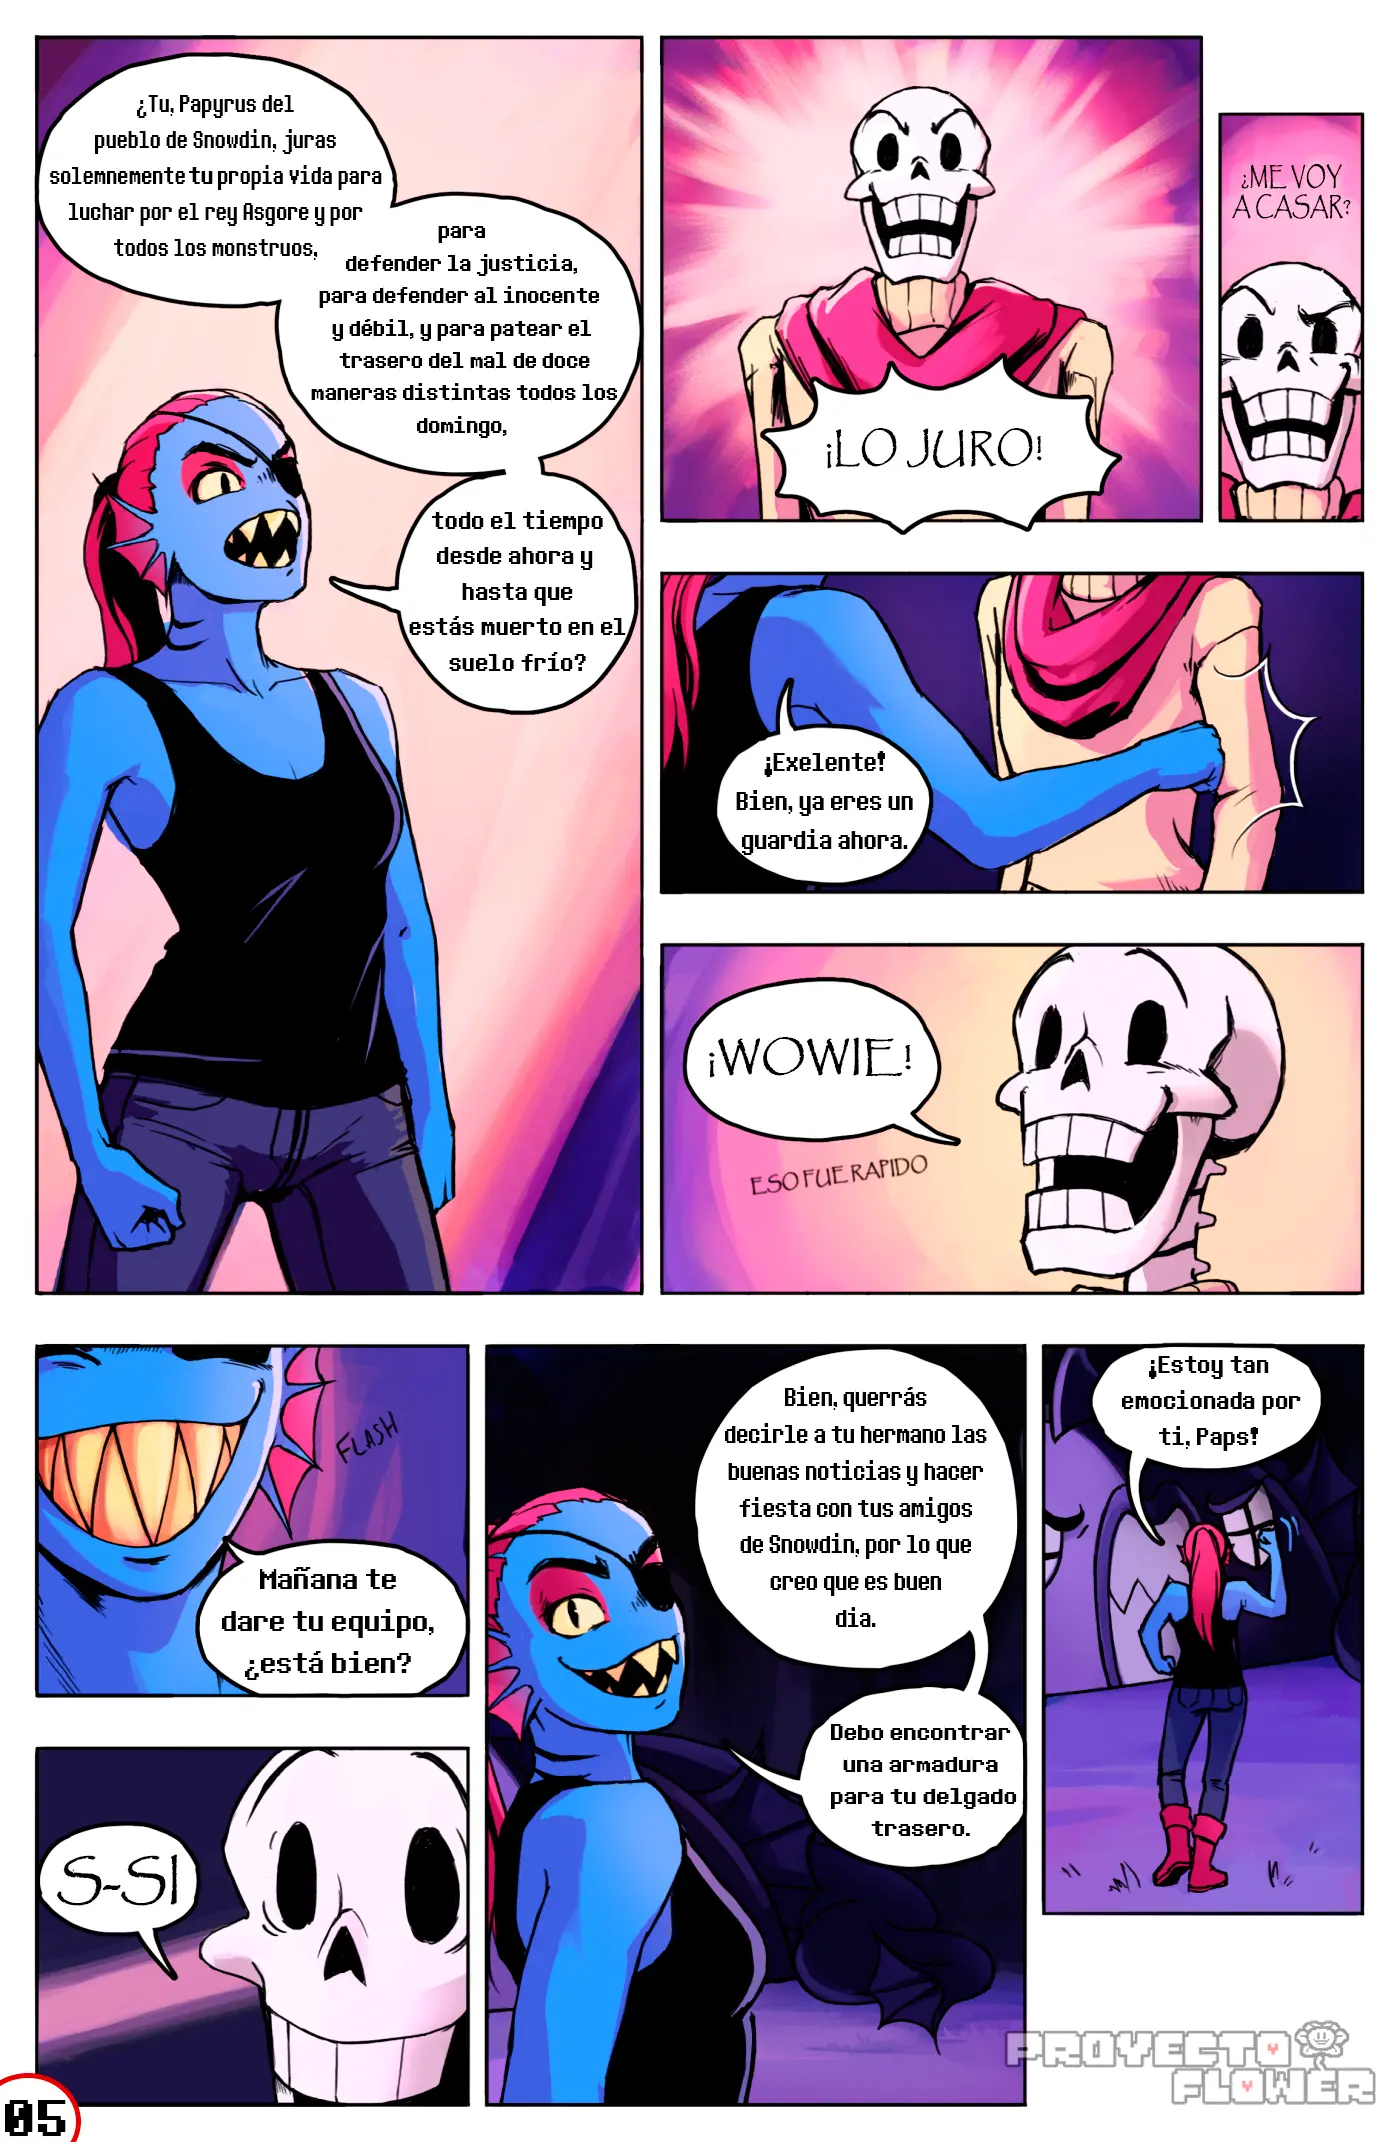 ¿Tu, Papyrus del
pueblo de Snowdin, juras
solemnemente tu propia vida para
luchar por el rey Asgore y por
todos los monstruos,
para
defender la justicia,
para defender al inocente
y débil, y para patear el
trasero del mal de doce
maneras distintas todos los
domingo,
todo el tiempo
desde ahora y
hasta que
estás muerto en el
suelo frío?
¡LO JURO!
¿ME VOY
A CASAR?
¡Exelente!
Bien, ya eres un
guardia ahora.
¡WOWIE!
ESO FUE RAPIDO
FLASH
Mañana te
dare tu equipo,
¿está bien?
S-SI
Bien, querrás
decirle a tu hermano las
buenas noticias y hacer
fiesta con tus amigos
de Snowdin, por lo que
creo que es buen
dia.
Debo encontrar
una armadura
para tu delgado
trasero.
¡Estoy tan
emocionada por
ti, Paps!
PROYECTO
FLOWER
05